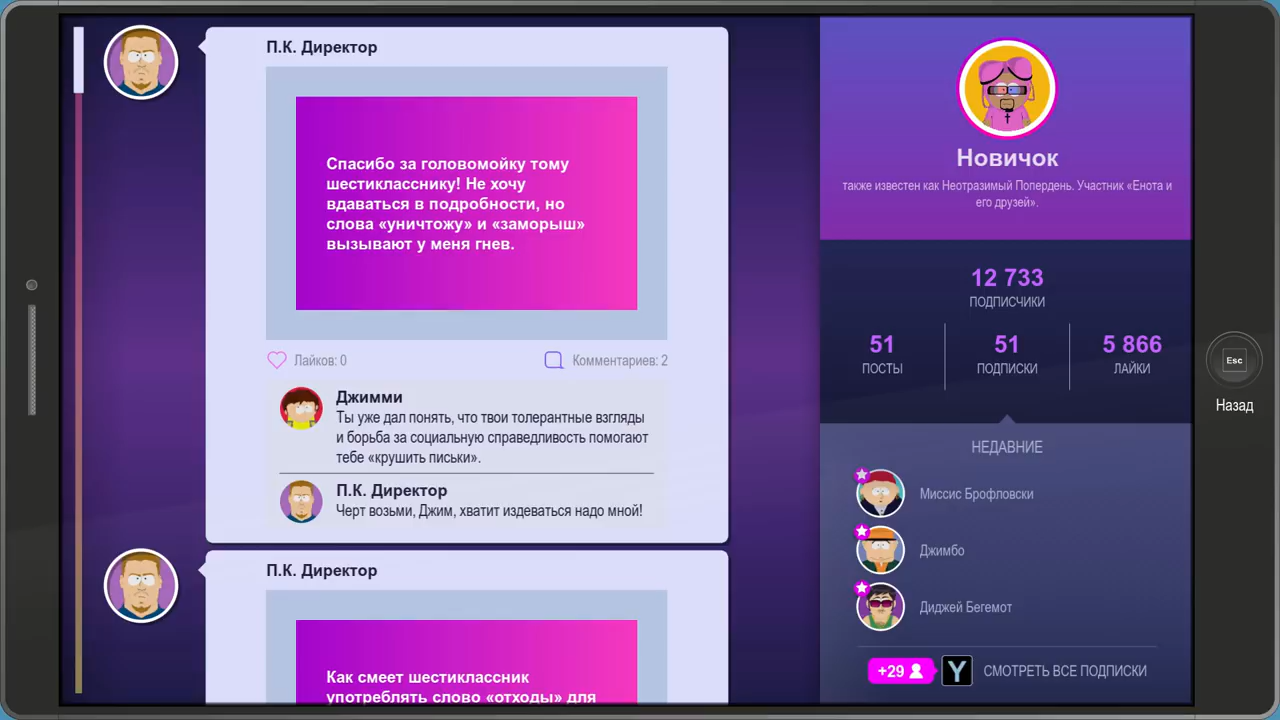 П.К. Директор
Спасибо за головомойку тому
шестикласснику! Не хочу
вдаваться в подробности, но
слова «уничтожу» и «заморыш»
вызывают у меня гнев.
Лайков: 0
Комментариев: 2
Джимми
Ты уже дал понять, что твои толерантные взгляды
и борьба за социальную справедливость помогают
тебе «крушить письки».
П.К. Директор
Черт возьми, Джим, хватит издеваться надо мной!
П.К. Директор
Как смеет шестиклассник
употреблять слово «отходы» для
Новичок
также известен как Неотразимый Попердень. Участник «Енота и
его друзей».
12 733
ПОДПИСЧИКИ
51
ПОСТЫ
51
ПОДПИСКИ
5 866
ЛАЙКИ
НЕДАВНИЕ
Миссис Брофловски
Джимбо
Диджей Бегемот
+29
Y
СМОТРЕТЬ ВСЕ ПОДПИСКИ
Esc
Назад